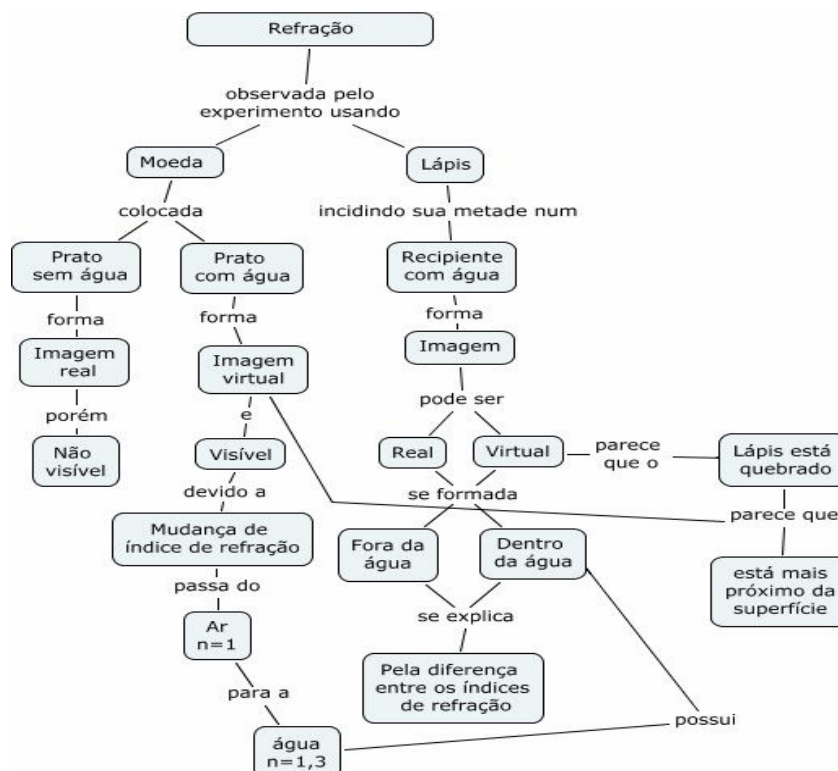 Refração
observada pelo
experimento usando
Moeda
Lápis
colocada
incidindo sua metade num
Prato
sem água
Prato
com água
Recipiente
com água
forma
forma
forma
Imagem
real
Imagem
virtual
Imagem
porém
e
pode ser
Não
visível
Visível
Real
Virtual
parece
que o
Lápis está
quebrado
devido a
se formada
parece que
Mudança de
índice de refração
Fora da
água
Dentro
da água
está mais
próximo da
superfície
passa do
se explica
Ar
n=1
Pela diferença
entre os índices
de refração
para a
possui
água
n=1,3